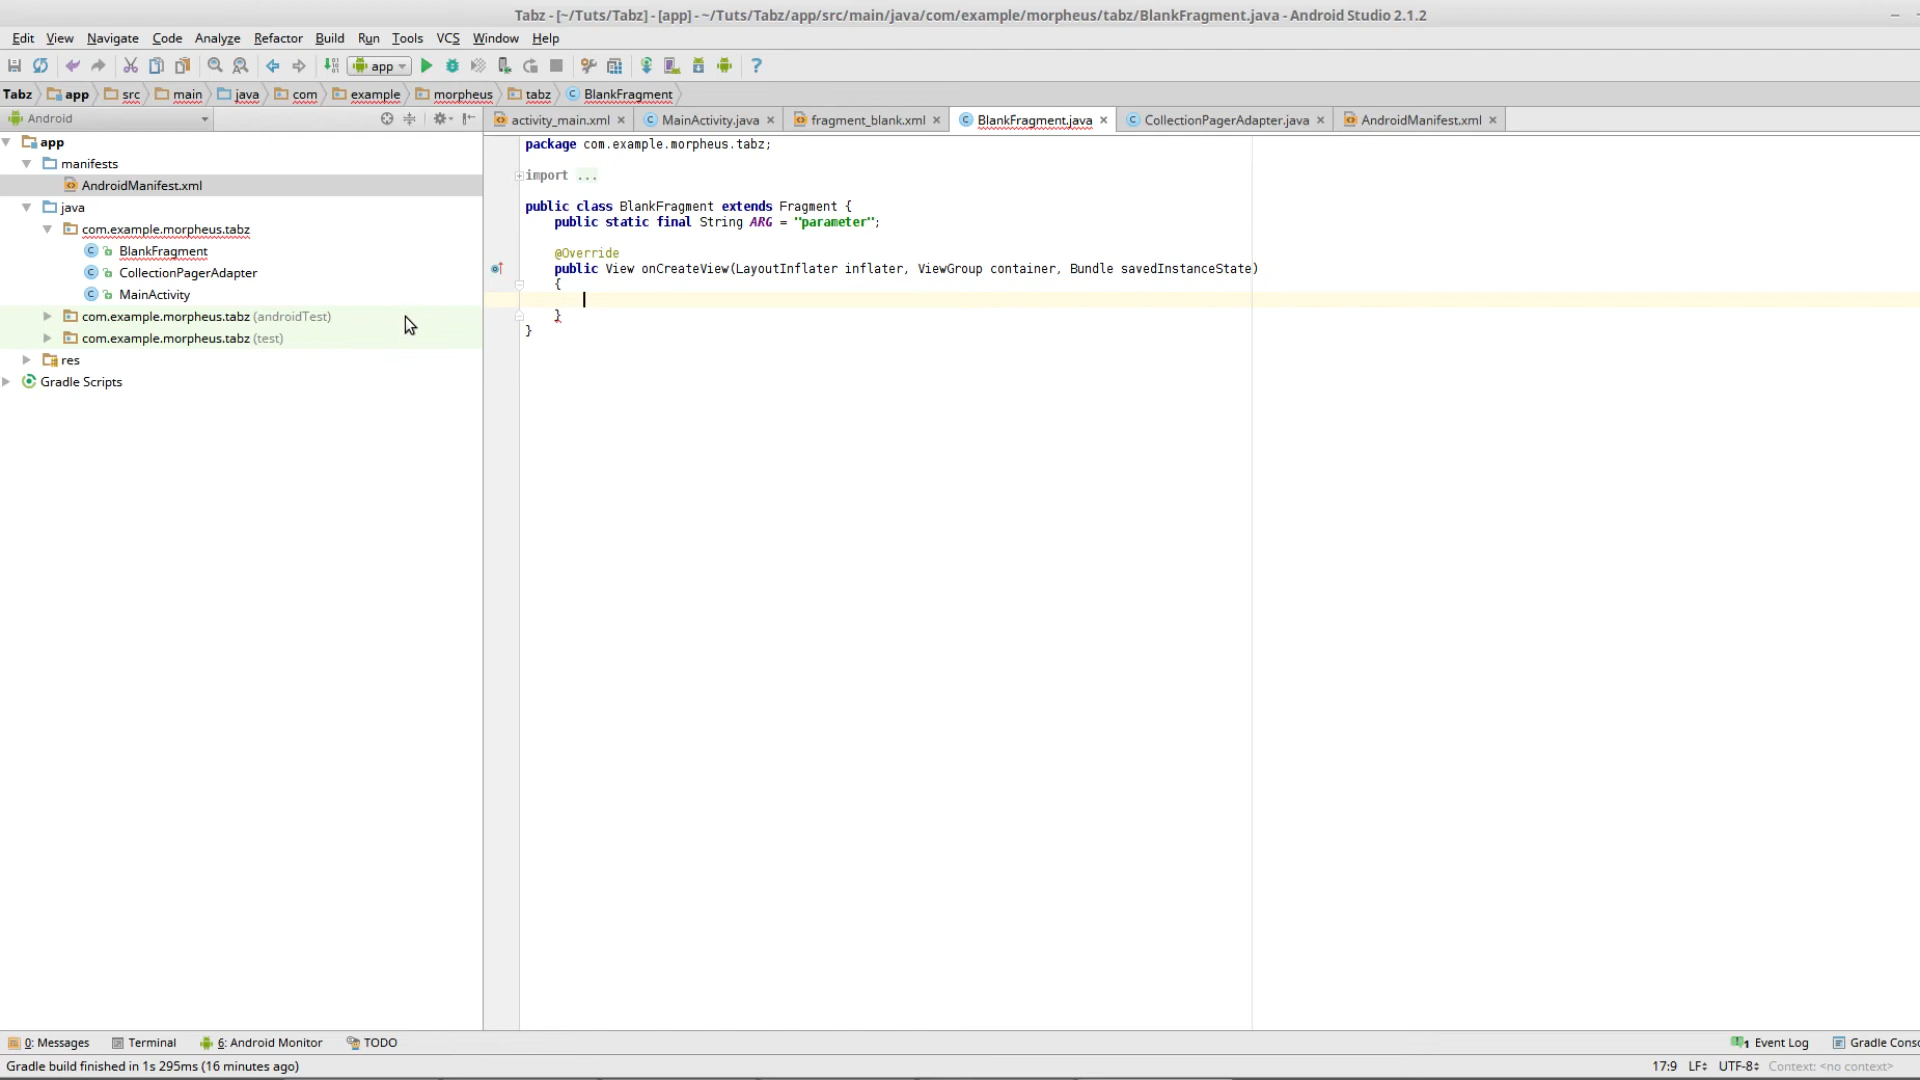 Tabz - [~/Tuts/Tabz] - [app] - ~/Tuts/Tabz/app/src/main/java/com/example/morpheus/tabz/BlankFragment.java - Android Studio 2.1.2
Edit View Navigate Code Analyze Refactor Build Run Tools VCS Window Help
app
Tabz app src main java com example morpheus tabz BlankFragment
Android
activity_main.xml MainActivity.java fragment_blank.xml BlankFragment.java CollectionPagerAdapter.java AndroidManifest.xml
app
manifests
AndroidManifest.xml
java
com.example.morpheus.tabz
BlankFragment
CollectionPagerAdapter
MainActivity
com.example.morpheus.tabz (androidTest)
com.example.morpheus.tabz (test)
res
Gradle Scripts
package com.example.morpheus.tabz;
import ...
public class BlankFragment extends Fragment {
public static final String ARG = "parameter";
@Override
public View onCreateView(LayoutInflater inflater, ViewGroup container, Bundle savedInstanceState)
{
}
}
0: Messages Terminal 6: Android Monitor TODO
1 Event Log Gradle Conso
Gradle build finished in 1s 295ms (16 minutes ago)
17:9 LF UTF-8 Context: <no context>